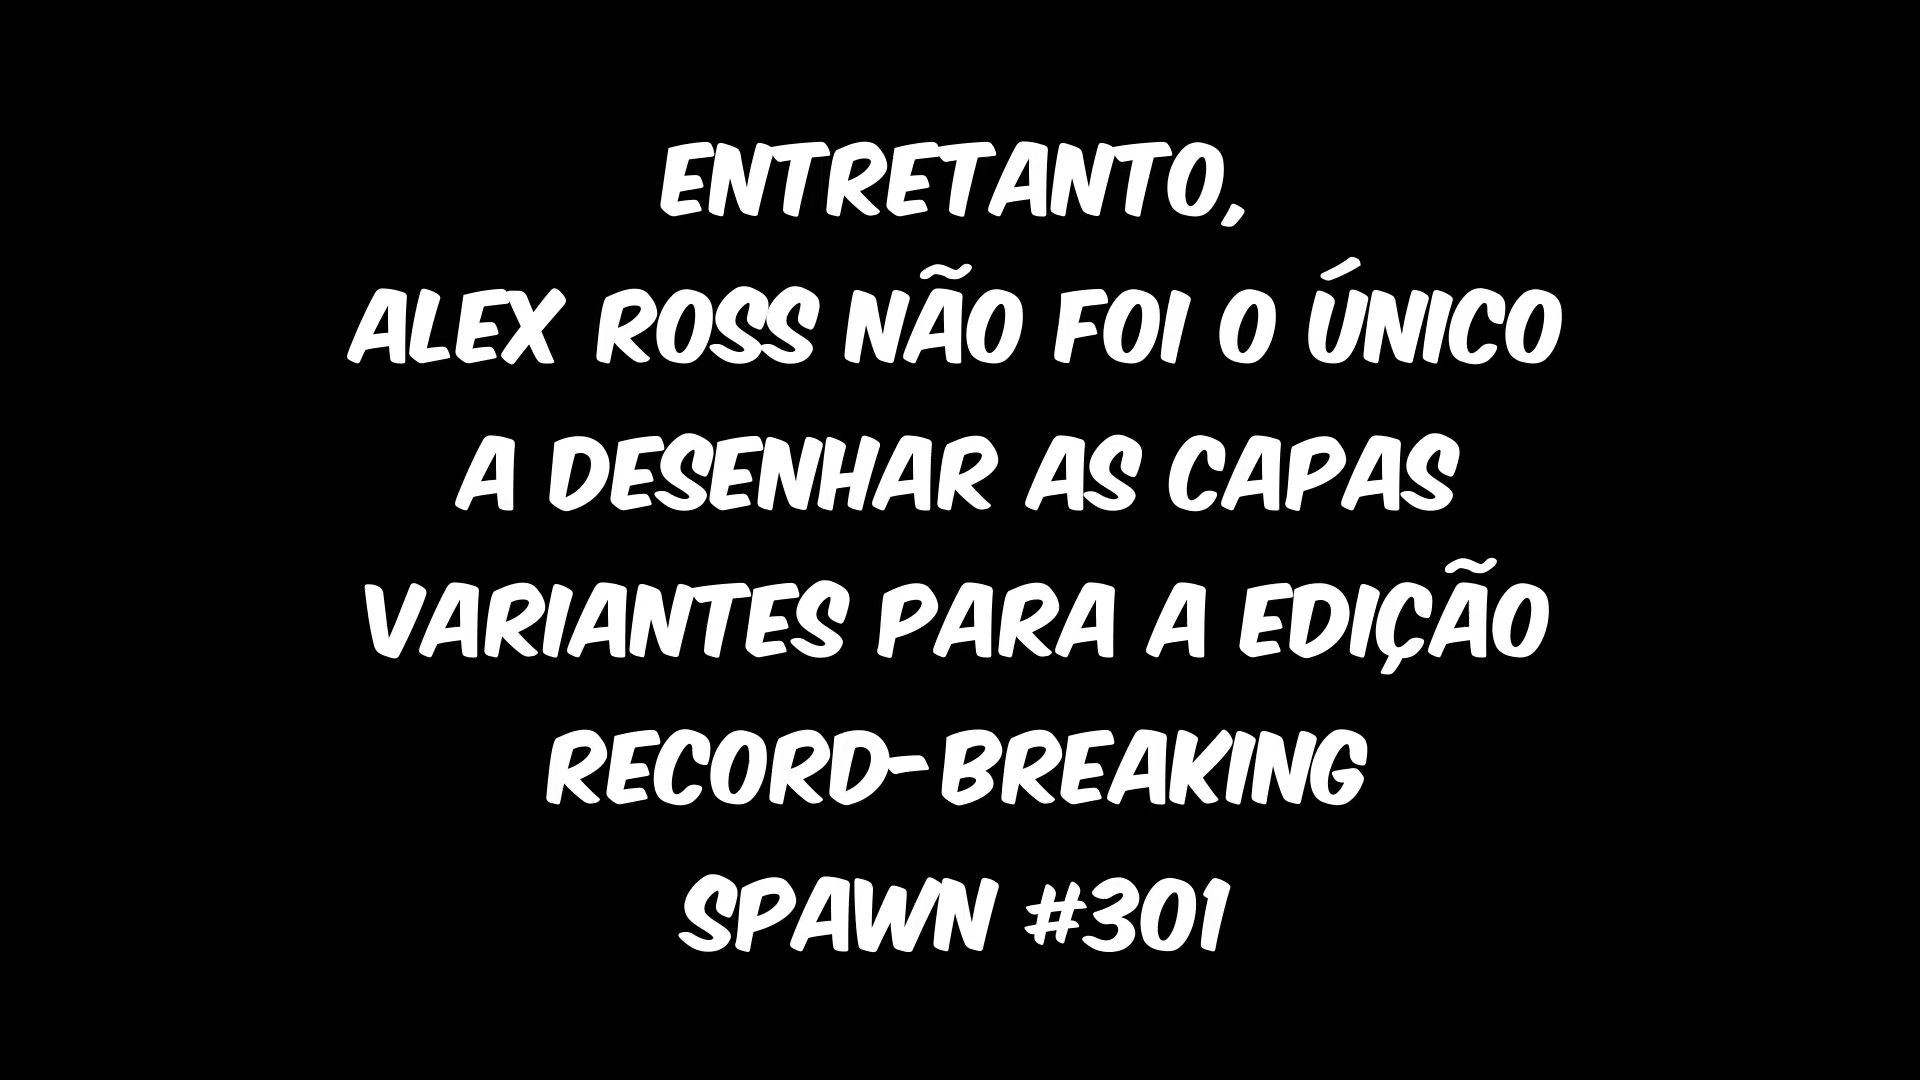 ENTRETANTO,
ALEX ROSS NÃO FOI O ÚNICO
A DESENHAR AS CAPAS
VARIANTES PARA A EDIÇÃO
RECORD-BREAKING
SPAWN #301